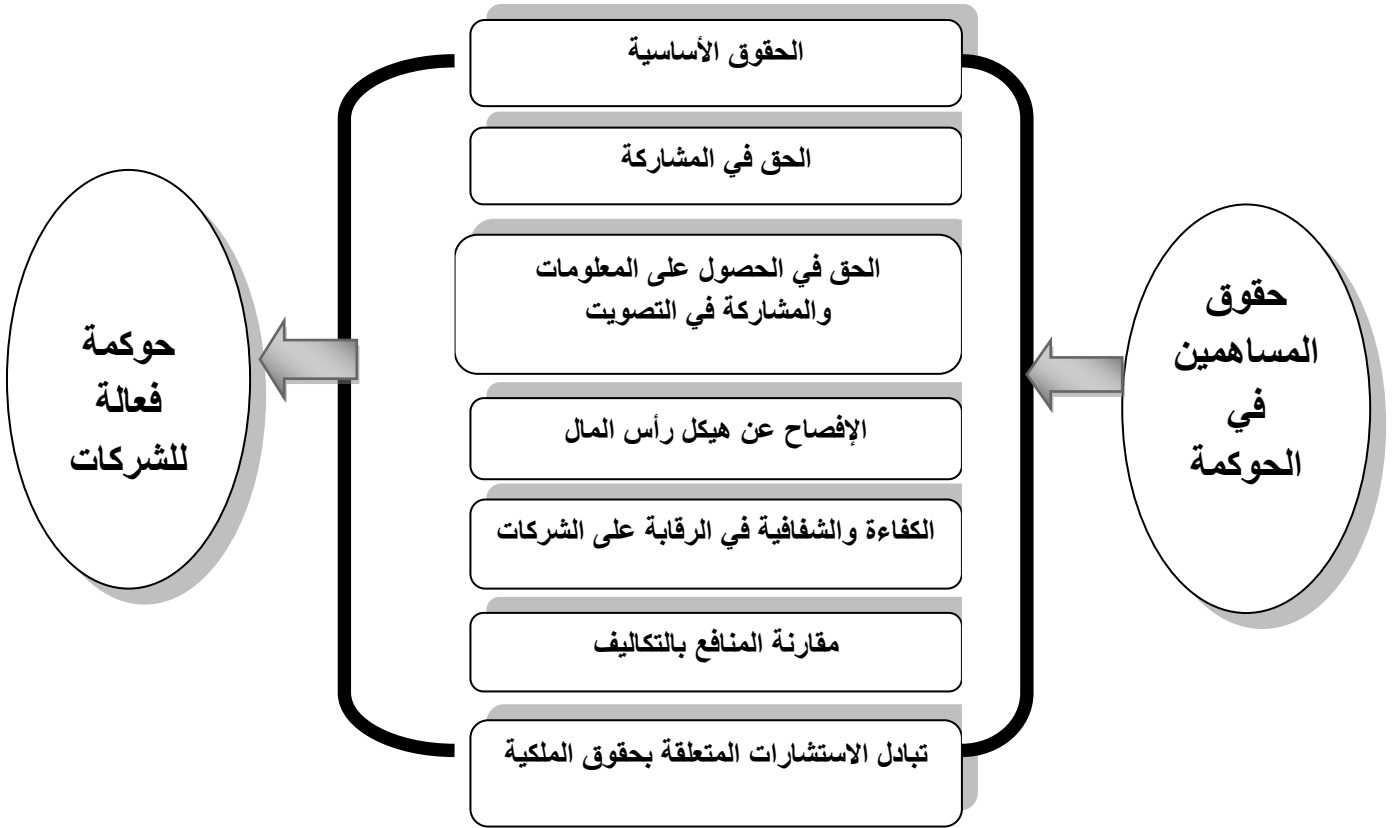 حقوق
المساهمين
في
الحوكمة
الحقوق الأساسية
الحق في المشاركة
الحق في الحصول على المعلومات
والمشاركة في التصويت
الإفصاح عن هيكل رأس المال
الكفاءة والشفافية في الرقابة على الشركات
مقارنة المنافع بالتكاليف
تبادل الاستشارات المتعلقة بحقوق الملكية
حوكمة
فعالة
للشركات